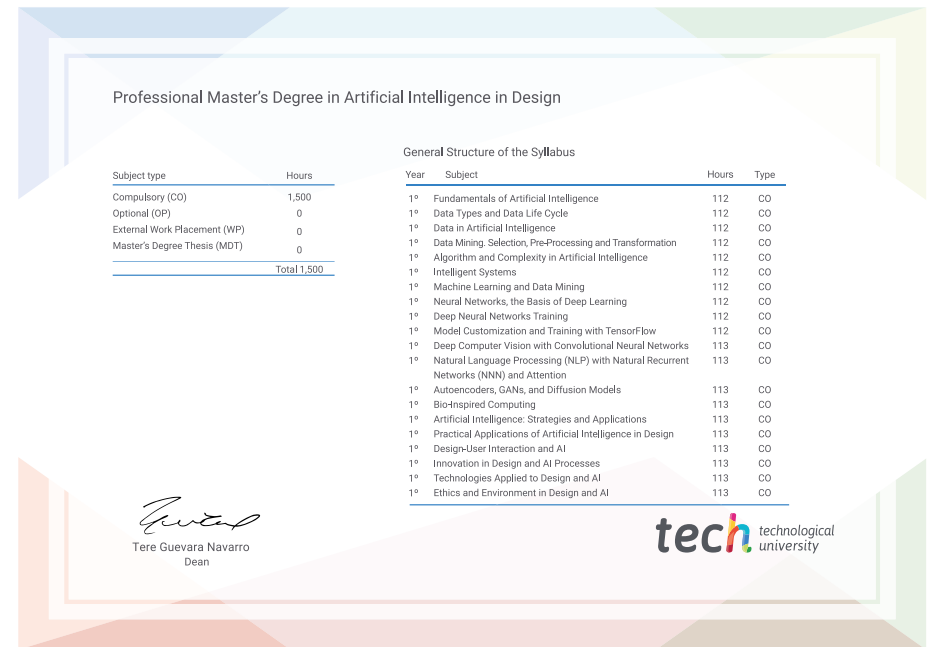 Professional Master's Degree in Artificial Intelligence in Design
Subject type Hours
Compulsory (CO) 1,500
Optional (OP) 0
External Work Placement (WP) 0
Master's Degree Thesis (MDT) 0
Total 1,500
General Structure of the Syllabus
Year Subject Hours Type
1º Fundamentals of Artificial Intelligence 112 CO
1º Data Types and Data Life Cycle 112 CO
1º Data in Artificial Intelligence 112 CO
1º Data Mining. Selection, Pre-Processing and Transformation 112 CO
1º Algorithm and Complexity in Artificial Intelligence 112 CO
1º Intelligent Systems 112 CO
1º Machine Learning and Data Mining 112 CO
1º Neural Networks, the Basis of Deep Learning 112 CO
1º Deep Neural Networks Training 112 CO
1º Model Customization and Training with TensorFlow 112 CO
1º Deep Computer Vision with Convolutional Neural Networks 113 CO
1º Natural Language Processing (NLP) with Natural Recurrent 113 CO
Networks (NNN) and Attention
1º Autoencoders, GANs, and Diffusion Models 113 CO
1º Bio-Inspired Computing 113 CO
1º Artificial Intelligence: Strategies and Applications 113 CO
1º Practical Applications of Artificial Intelligence in Design 113 CO
1º Design-User Interaction and AI 113 CO
1º Innovation in Design and AI Processes 113 CO
1º Technologies Applied to Design and AI 113 CO
1º Ethics and Environment in Design and AI 113 CO
Tere Guevara Navarro
Dean
tech technological
university